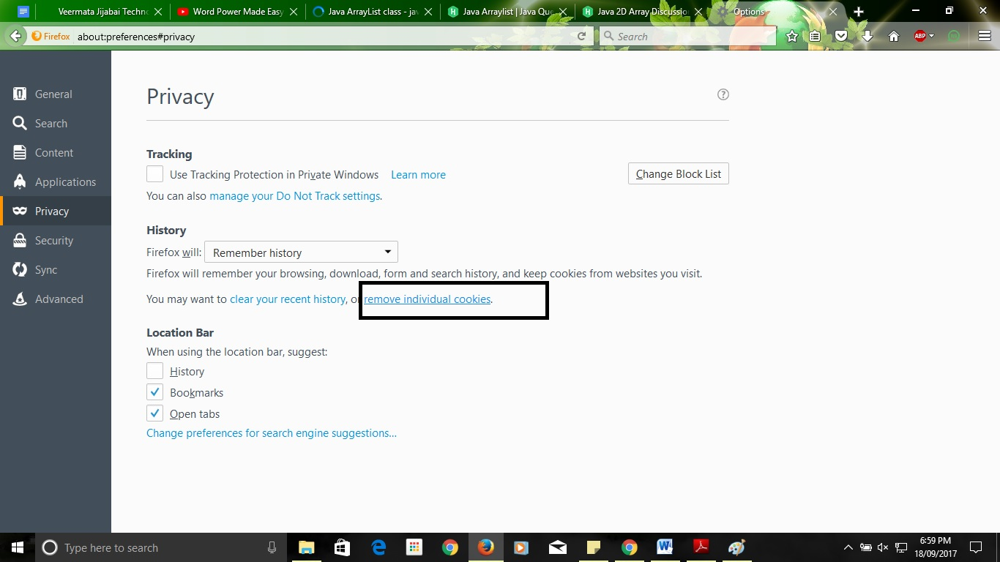 Veermata Jijabai Techno
Word Power Made Easy
Java ArrayList class - jav
Java Arraylist | Java Que
Java 2D Array Discussion
Options
Firefox
about:preferences#privacy
Search
ABP
General
Search
Content
Applications
Privacy
Security
Sync
Advanced
Privacy
?
Tracking
Use Tracking Protection in Private Windows Learn more
Change Block List
You can also manage your Do Not Track settings.
History
Firefox will: Remember history
Firefox will remember your browsing, download, form and search history, and keep cookies from websites you visit.
You may want to clear your recent history, or remove individual cookies.
Location Bar
When using the location bar, suggest:
History
Bookmarks
Open tabs
Change preferences for search engine suggestions...
Type here to search
6:59 PM
18/09/2017